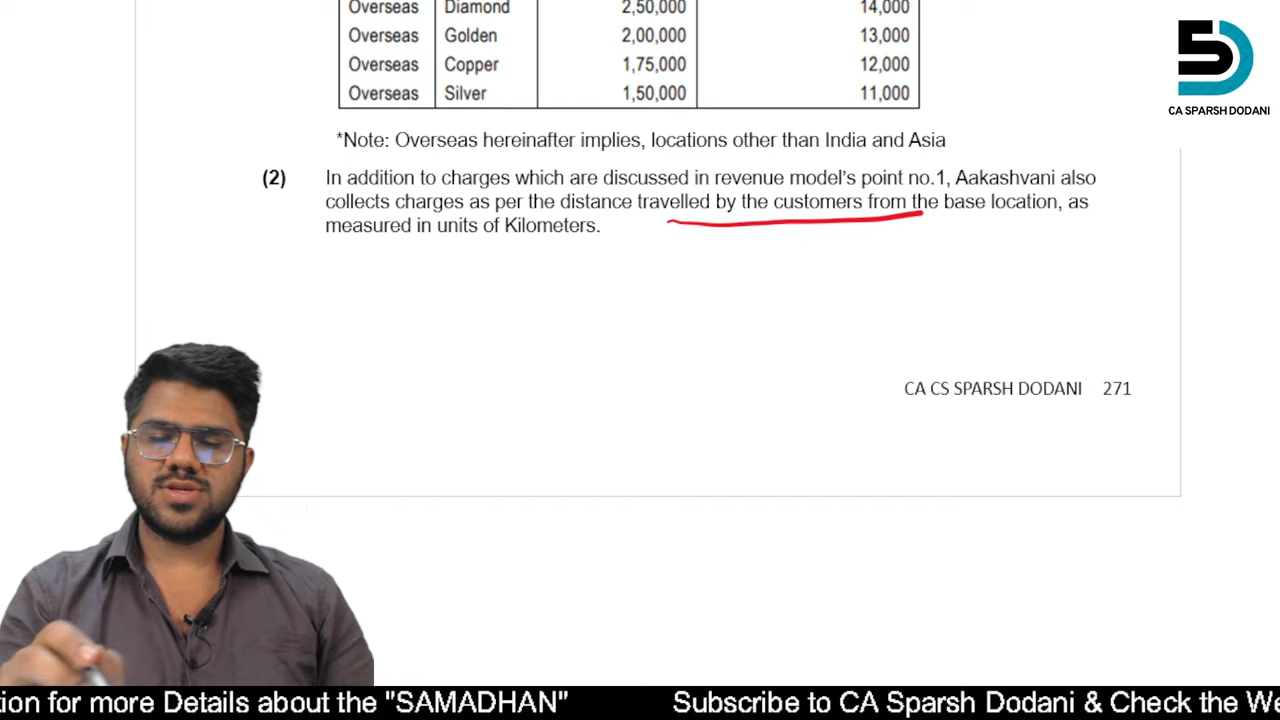 Overseas Diamond 2,50,000 14,000
Overseas Golden 2,00,000 13,000
Overseas Copper 1,75,000 12,000
Overseas Silver 1,50,000 11,000
*Note: Overseas hereinafter implies, locations other than India and Asia
(2) In addition to charges which are discussed in revenue model's point no.1, Aakashvani also
collects charges as per the distance travelled by the customers from the base location, as
measured in units of Kilometers.
CA CS SPARSH DODANI 271
CA SPARSH DODANI
tion for more Details about the "SAMADHAN" Subscribe to CA Sparsh Dodani & Check the We